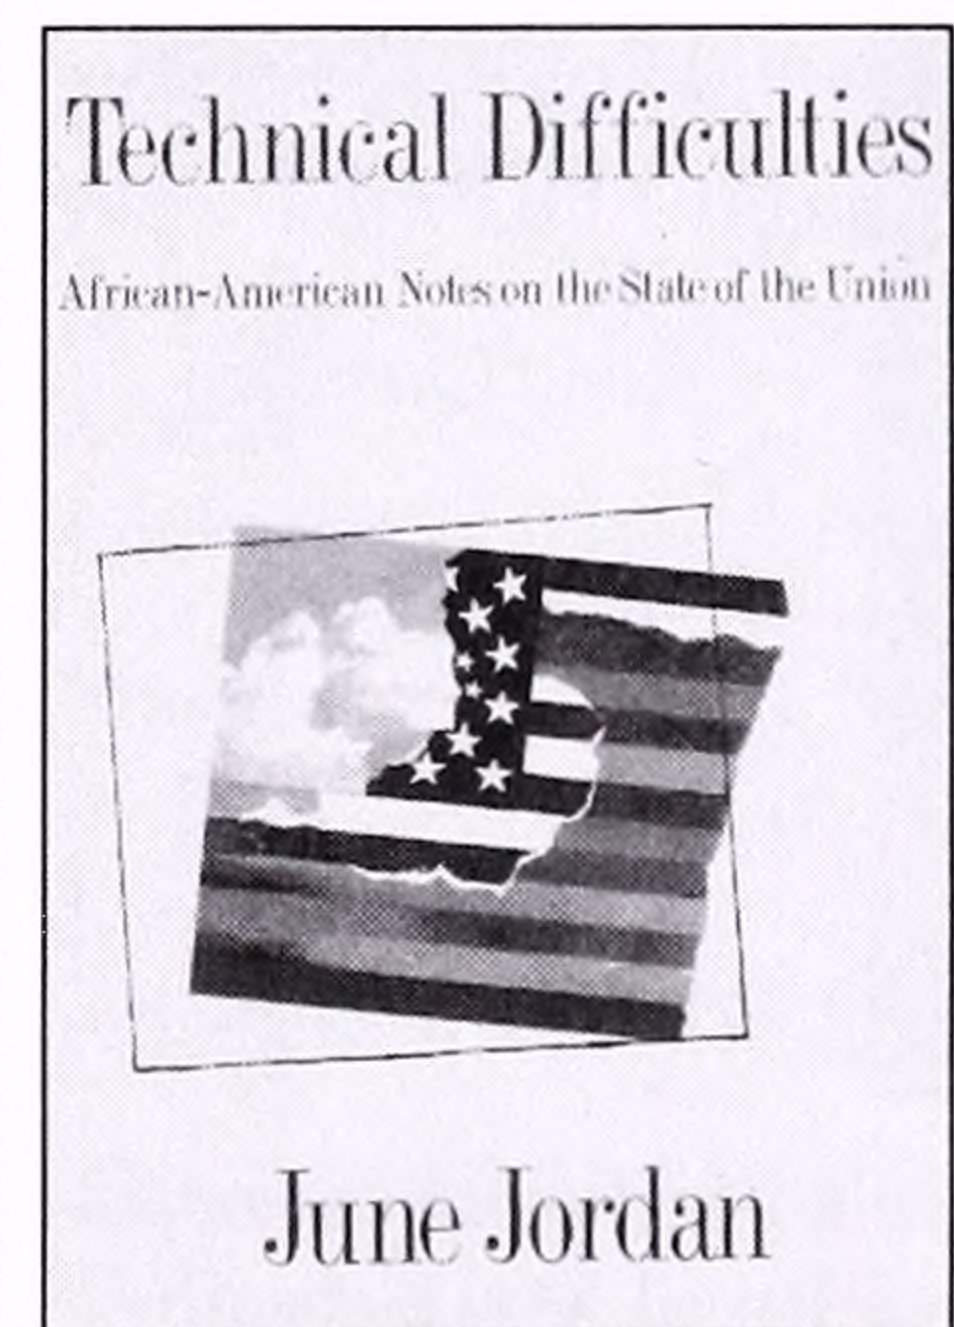 Technical Difficulties
African-American Notes on the State of the Union
June Jordan